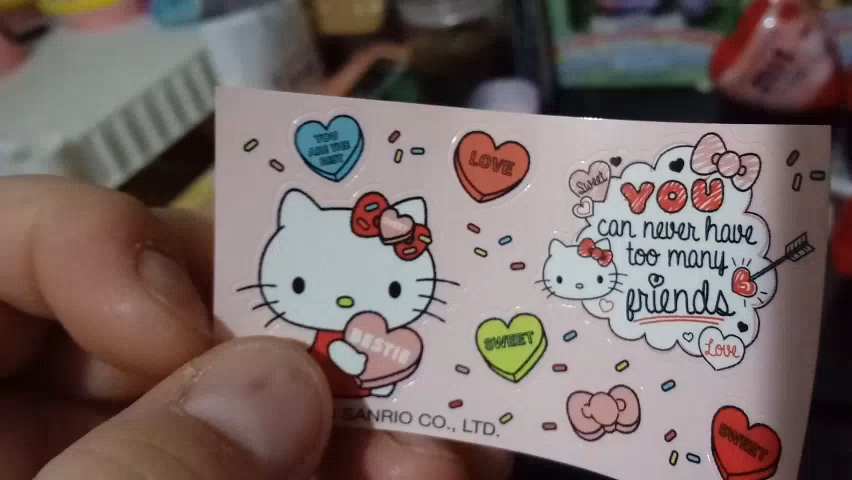 YOU
ARE THE
BEST
LOVE
Sweet
YOU
can never have
too many
friends
Love
BESTIE
SWEET
SWEET
SANRIO CO., LTD.